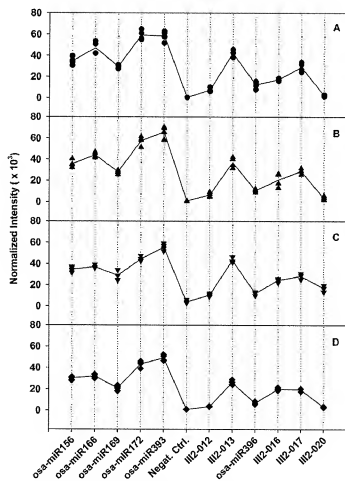 80
A
60
40
20
0
80
B
60
40
20
0
80
C
60
40
20
0
80
D
60
40
20
0
Normalized Intensity ( x 10³)
osa-miR156
osa-miR166
osa-miR169
osa-miR172
osa-miR393
Negat. Ctrl.
III2-012
III2-013
osa-miR396
III2-016
III2-017
III2-020